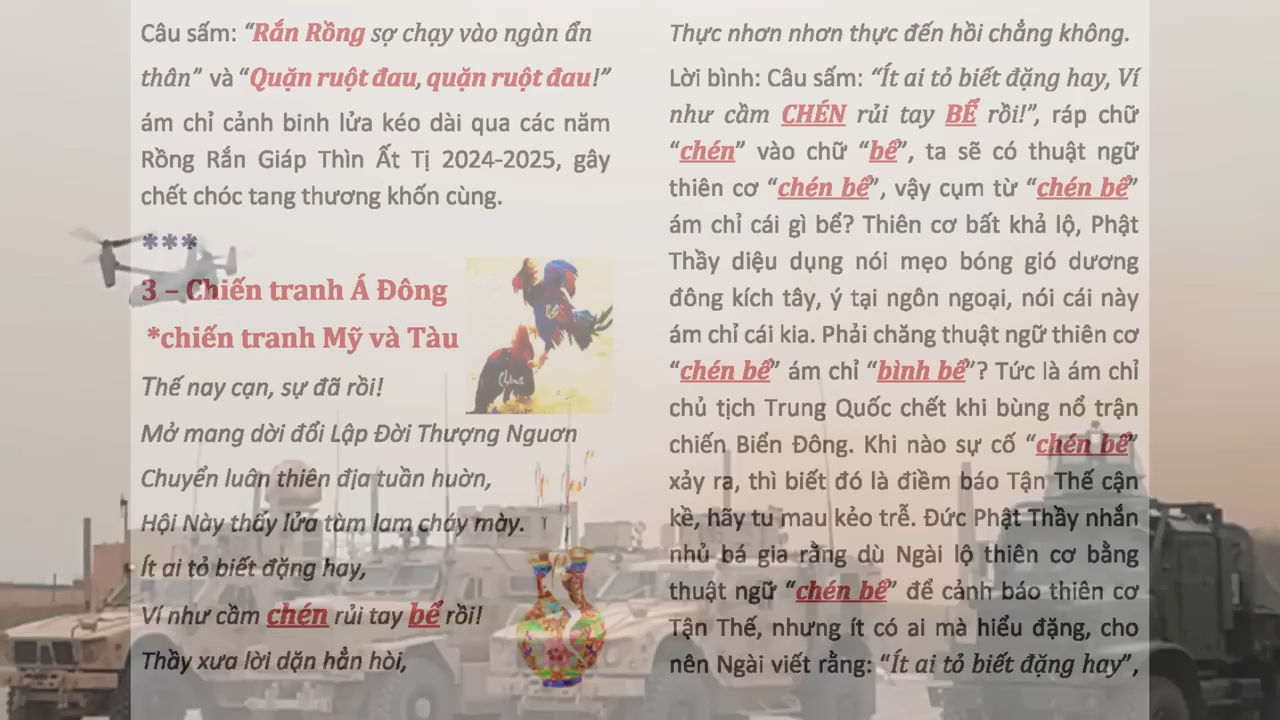 Câu sấm: “Rắn Rồng sợ chạy vào ngàn ẩn
thân” và “Quặn ruột đau, quặn ruột đau!”
ám chỉ cảnh binh lửa kéo dài qua các năm
Rồng Rắn Giáp Thìn Ất Tị 2024-2025, gây
chết chóc tang thương khốn cùng.
***
3 – Chiến tranh Á Đông
*chiến tranh Mỹ và Tàu
US
China
Thế nay cạn, sự đã rồi!
Mở mang dời đổi Lập Đời Thượng Nguơn
Chuyển luân thiên địa tuần huờn,
Hội Này thấy lửa tàm lam cháy mày.
Ít ai tỏ biết đặng hay,
Ví như cầm chén rủi tay bể rồi!
Thầy xưa lời dặn hẳn hòi,
Thực nhơn nhơn thực đến hồi chẳng không.
Lời bình: Câu sấm: “Ít ai tỏ biết đặng hay, Ví
như cầm CHÉN rủi tay BỂ rồi!”, ráp chữ
“chén” vào chữ “bể”, ta sẽ có thuật ngữ
thiên cơ “chén bể”, vậy cụm từ “chén bể”
ám chỉ cái gì bể? Thiên cơ bất khả lộ, Phật
Thầy diệu dụng nói mẹo bóng gió dương
đông kích tây, ý tại ngôn ngoại, nói cái này
ám chỉ cái kia. Phải chăng thuật ngữ thiên cơ
“chén bể” ám chỉ “bình bể”? Tức là ám chỉ
chủ tịch Trung Quốc chết khi bùng nổ trận
chiến Biển Đông. Khi nào sự cố “chén bể”
xảy ra, thì biết đó là điềm báo Tận Thế cận
kề, hãy tu mau kẻo trễ. Đức Phật Thầy nhắn
nhủ bá gia rằng dù Ngài lộ thiên cơ bằng
thuật ngữ “chén bể” để cảnh báo thiên cơ
Tận Thế, nhưng ít có ai mà hiểu đặng, cho
nên Ngài viết rằng: “Ít ai tỏ biết đặng hay”,